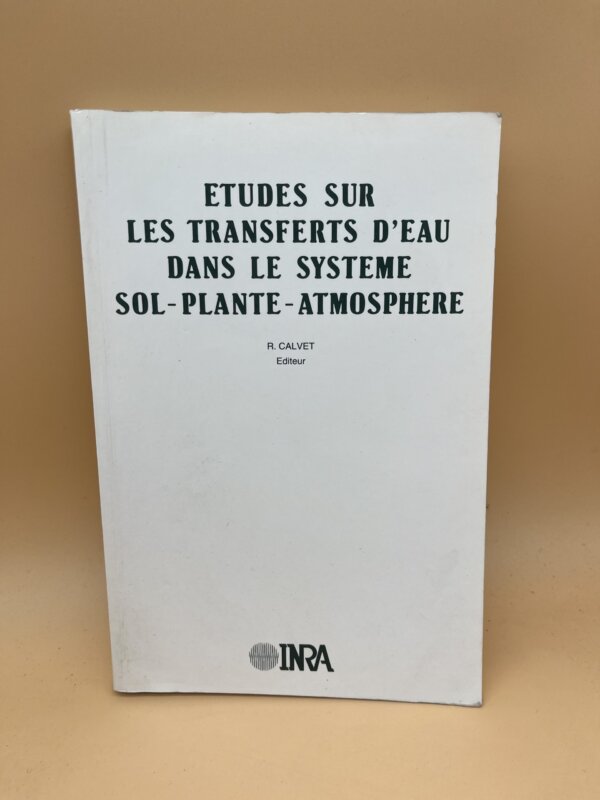 ETUDES SUR
LES TRANSFERTS D'EAU
DANS LE SYSTEME
SOL-PLANTE-ATMOSPHERE
R. CALVET
Editeur
INRA